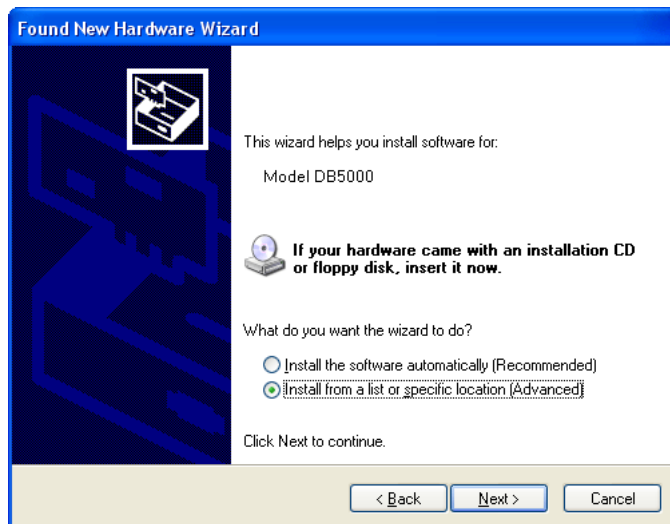 Found New Hardware Wizard
This wizard helps you install software for:
Model DB5000
If your hardware came with an installation CD
or floppy disk, insert it now.
What do you want the wizard to do?
Install the software automatically (Recommended)
Install from a list or specific location (Advanced)
Click Next to continue.
< Back Next > Cancel